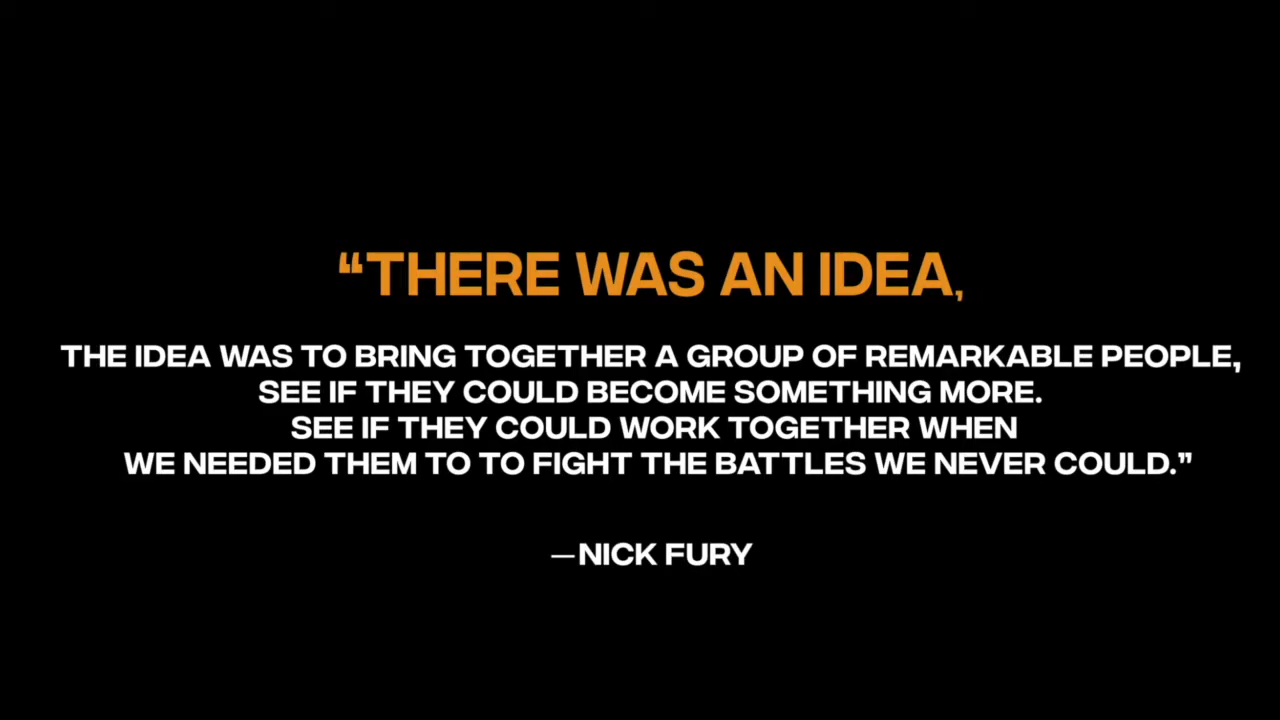 “THERE WAS AN IDEA,
THE IDEA WAS TO BRING TOGETHER A GROUP OF REMARKABLE PEOPLE,
SEE IF THEY COULD BECOME SOMETHING MORE.
SEE IF THEY COULD WORK TOGETHER WHEN
WE NEEDED THEM TO TO FIGHT THE BATTLES WE NEVER COULD.”
—NICK FURY